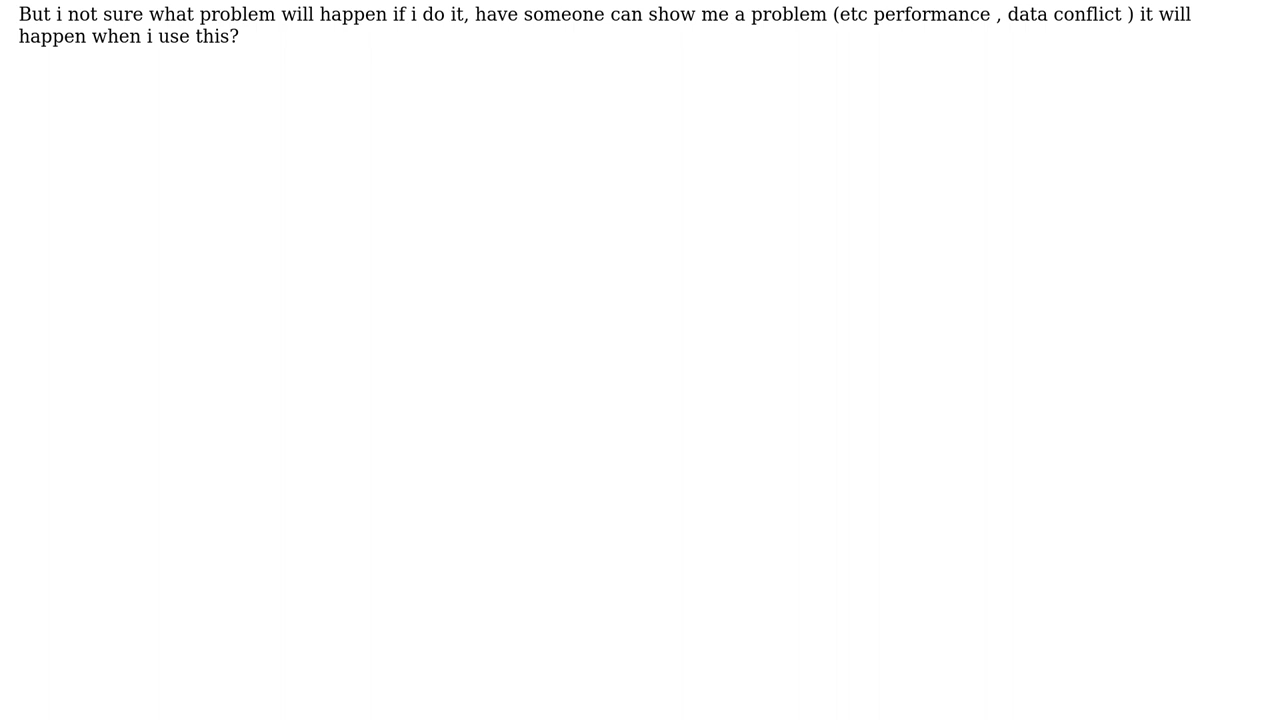 But i not sure what problem will happen if i do it, have someone can show me a problem (etc performance , data conflict ) it will
happen when i use this?